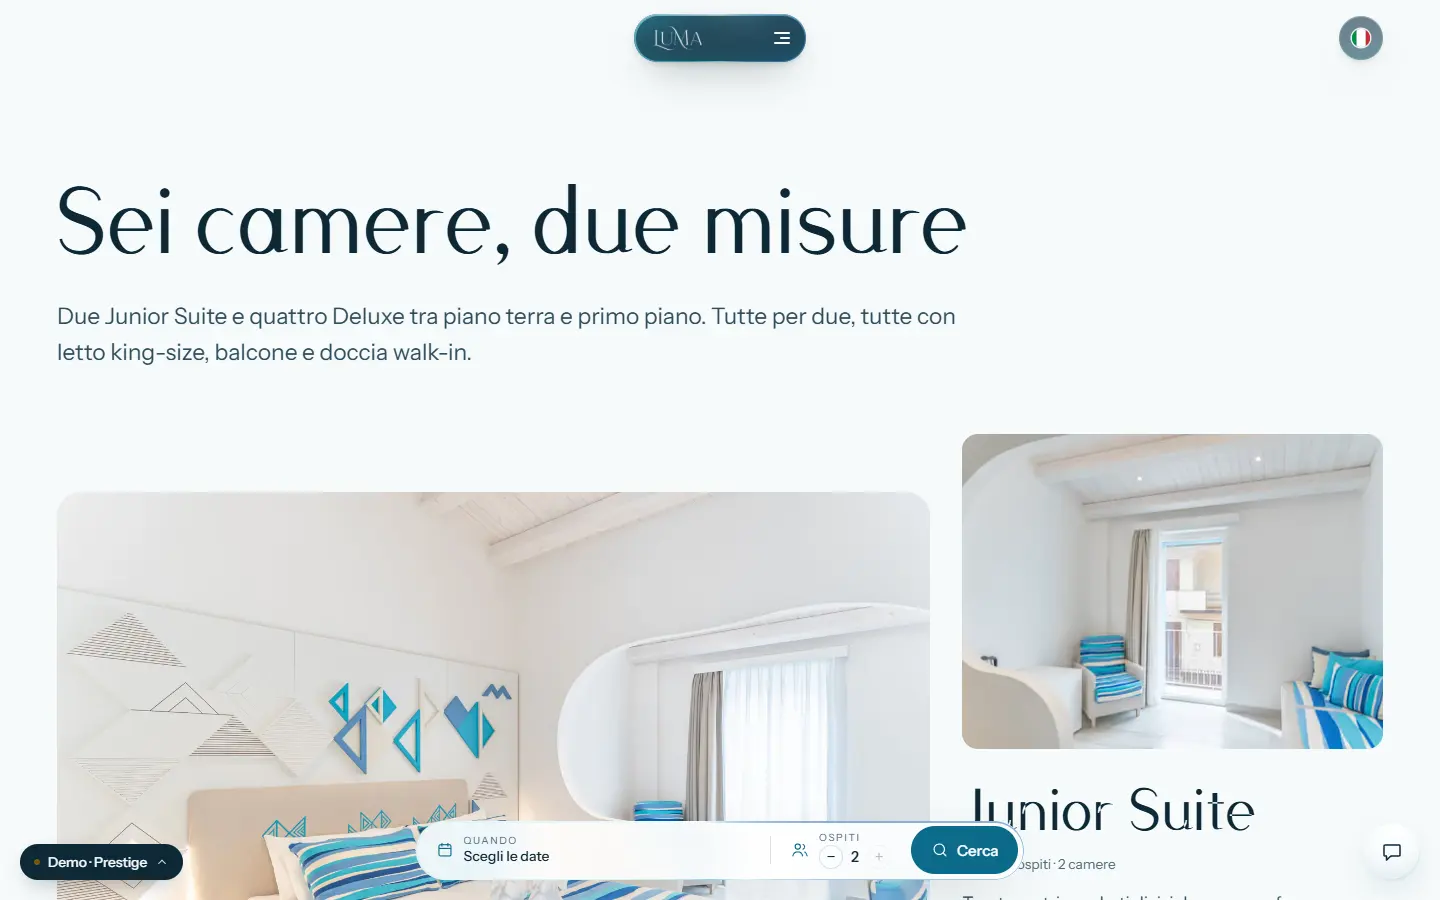 LUMA
Sei camere, due misure
Due Junior Suite e quattro Deluxe tra piano terra e primo piano. Tutte per due, tutte con
letto king-size, balcone e doccia walk-in.
Junior Suite
ospiti · 2 camere
QUANDO
Scegli le date
OSPITI
− 2 +
Cerca
Demo · Prestige